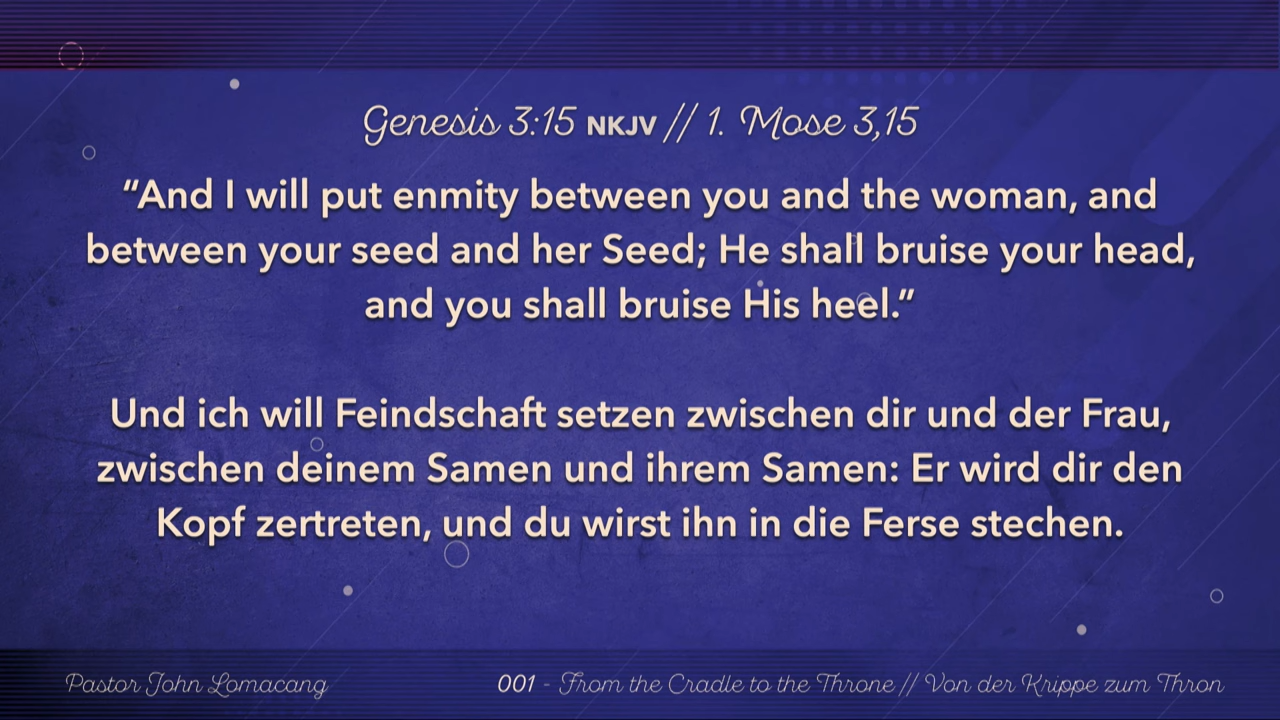 Genesis 3:15 NKJV // 1. Mose 3,15
“And I will put enmity between you and the woman, and
between your seed and her Seed; He shall bruise your head,
and you shall bruise His heel.”
Und ich will Feindschaft setzen zwischen dir und der Frau,
zwischen deinem Samen und ihrem Samen: Er wird dir den
Kopf zertreten, und du wirst ihn in die Ferse stechen.
Pastor John Lomacang
001 - From the Cradle to the Throne // Von der Krippe zum Thron